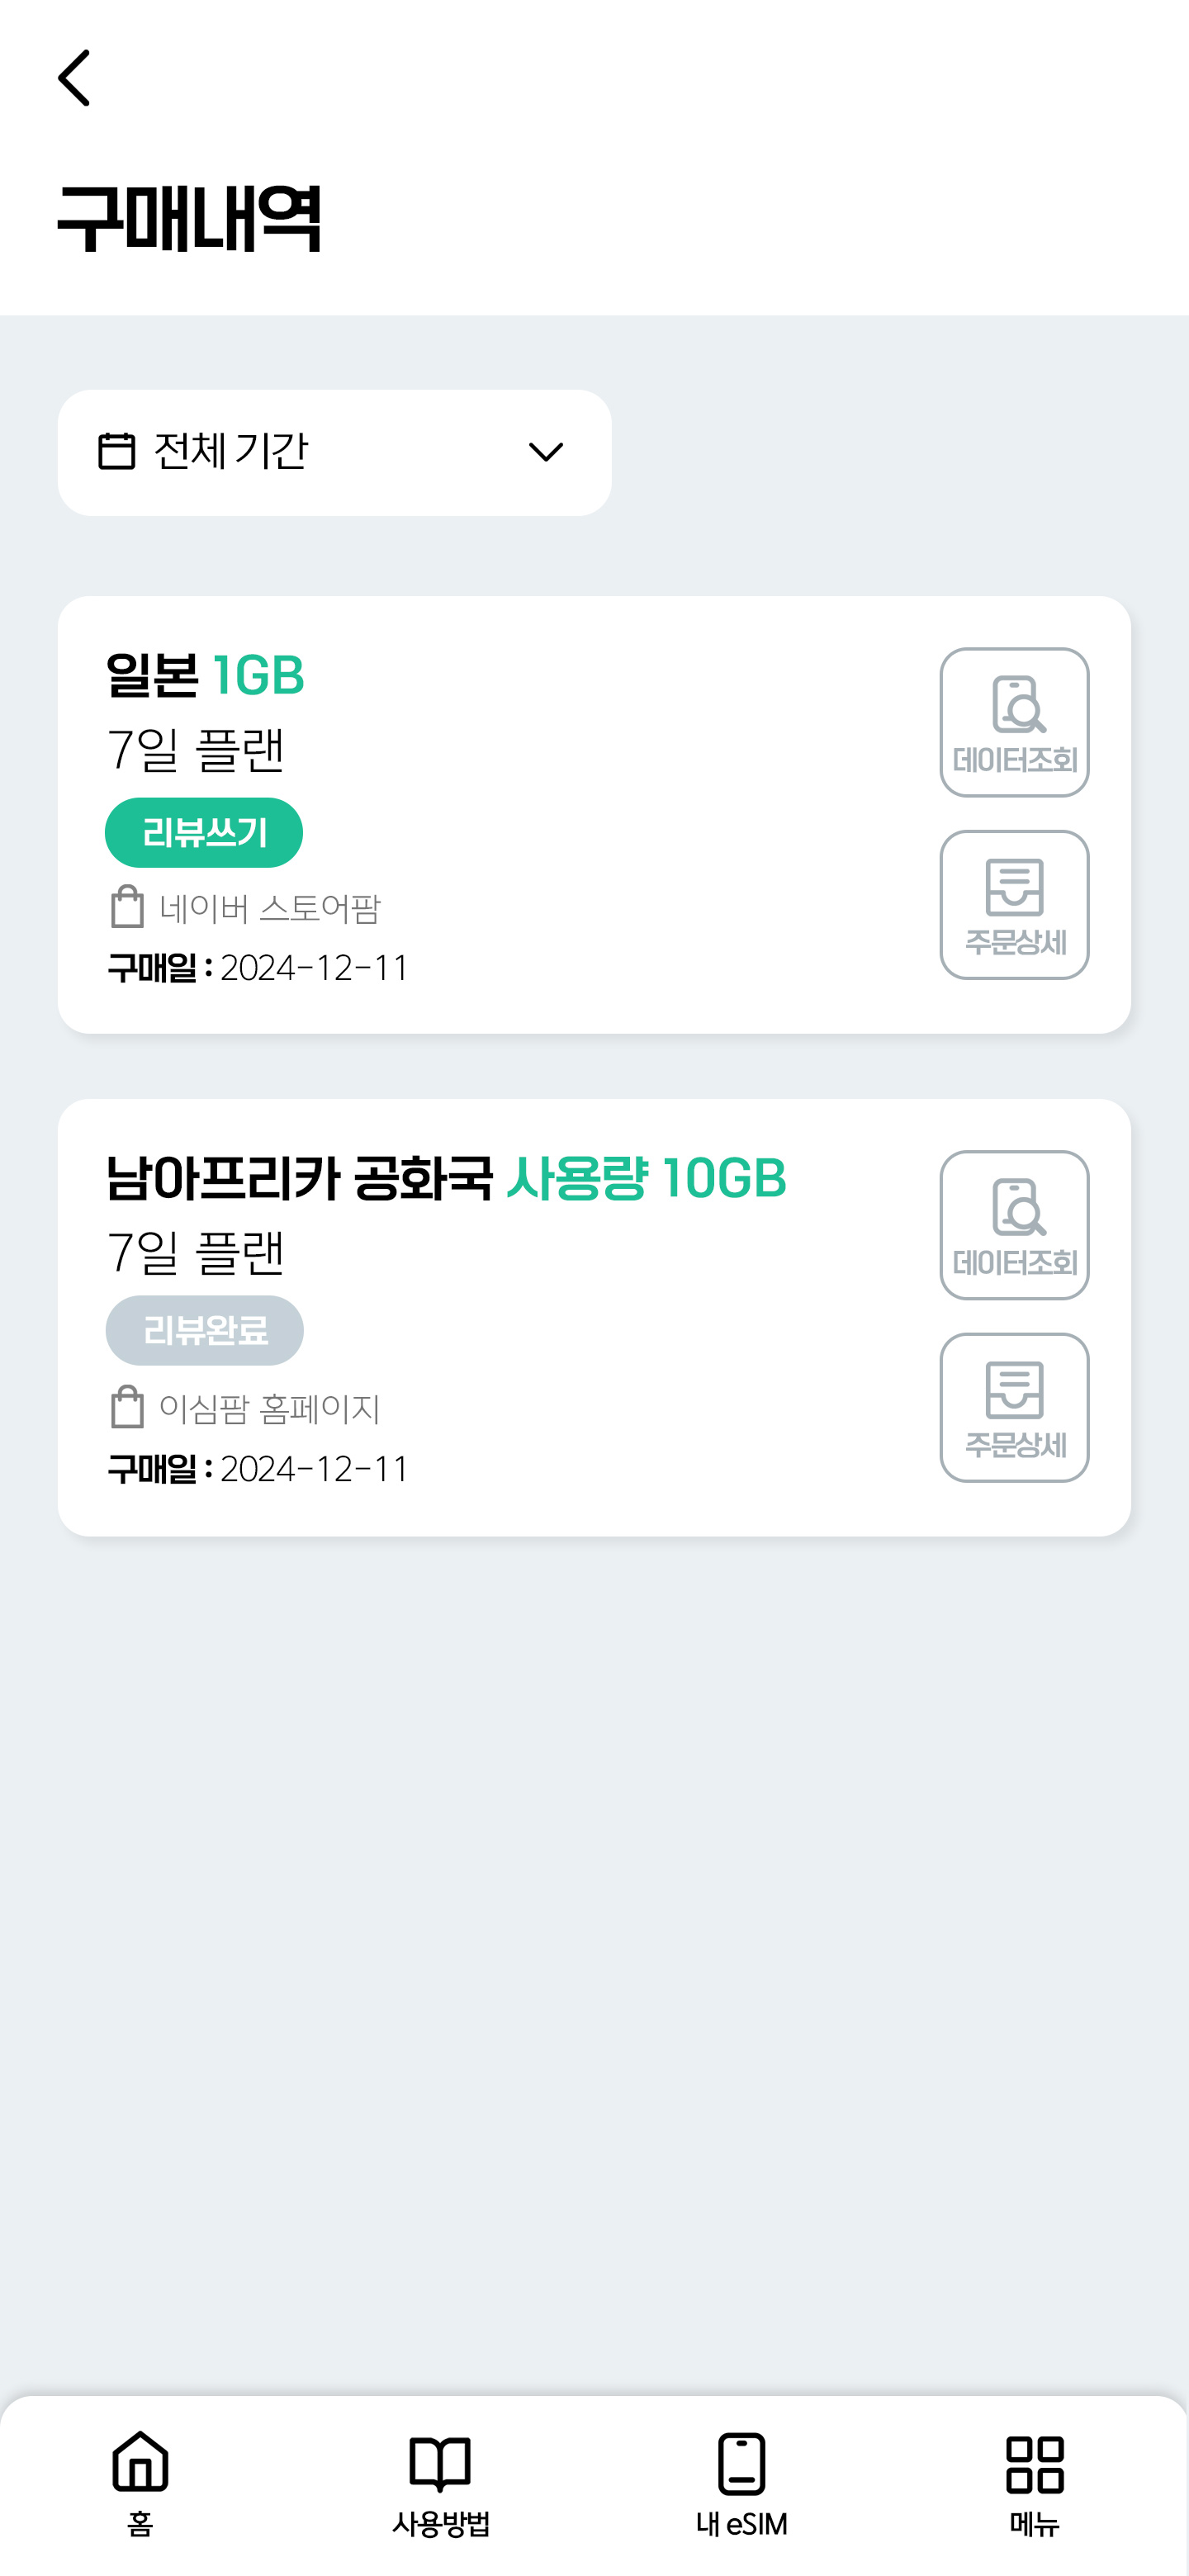 구매내역
전체 기간
일본 1GB
7일 플랜
리뷰쓰기
네이버 스토어팜
구매일 : 2024-12-11
데이터조회
주문상세
남아프리카 공화국 사용량 10GB
7일 플랜
리뷰완료
이심팜 홈페이지
구매일 : 2024-12-11
데이터조회
주문상세
홈
사용방법
내 eSIM
메뉴